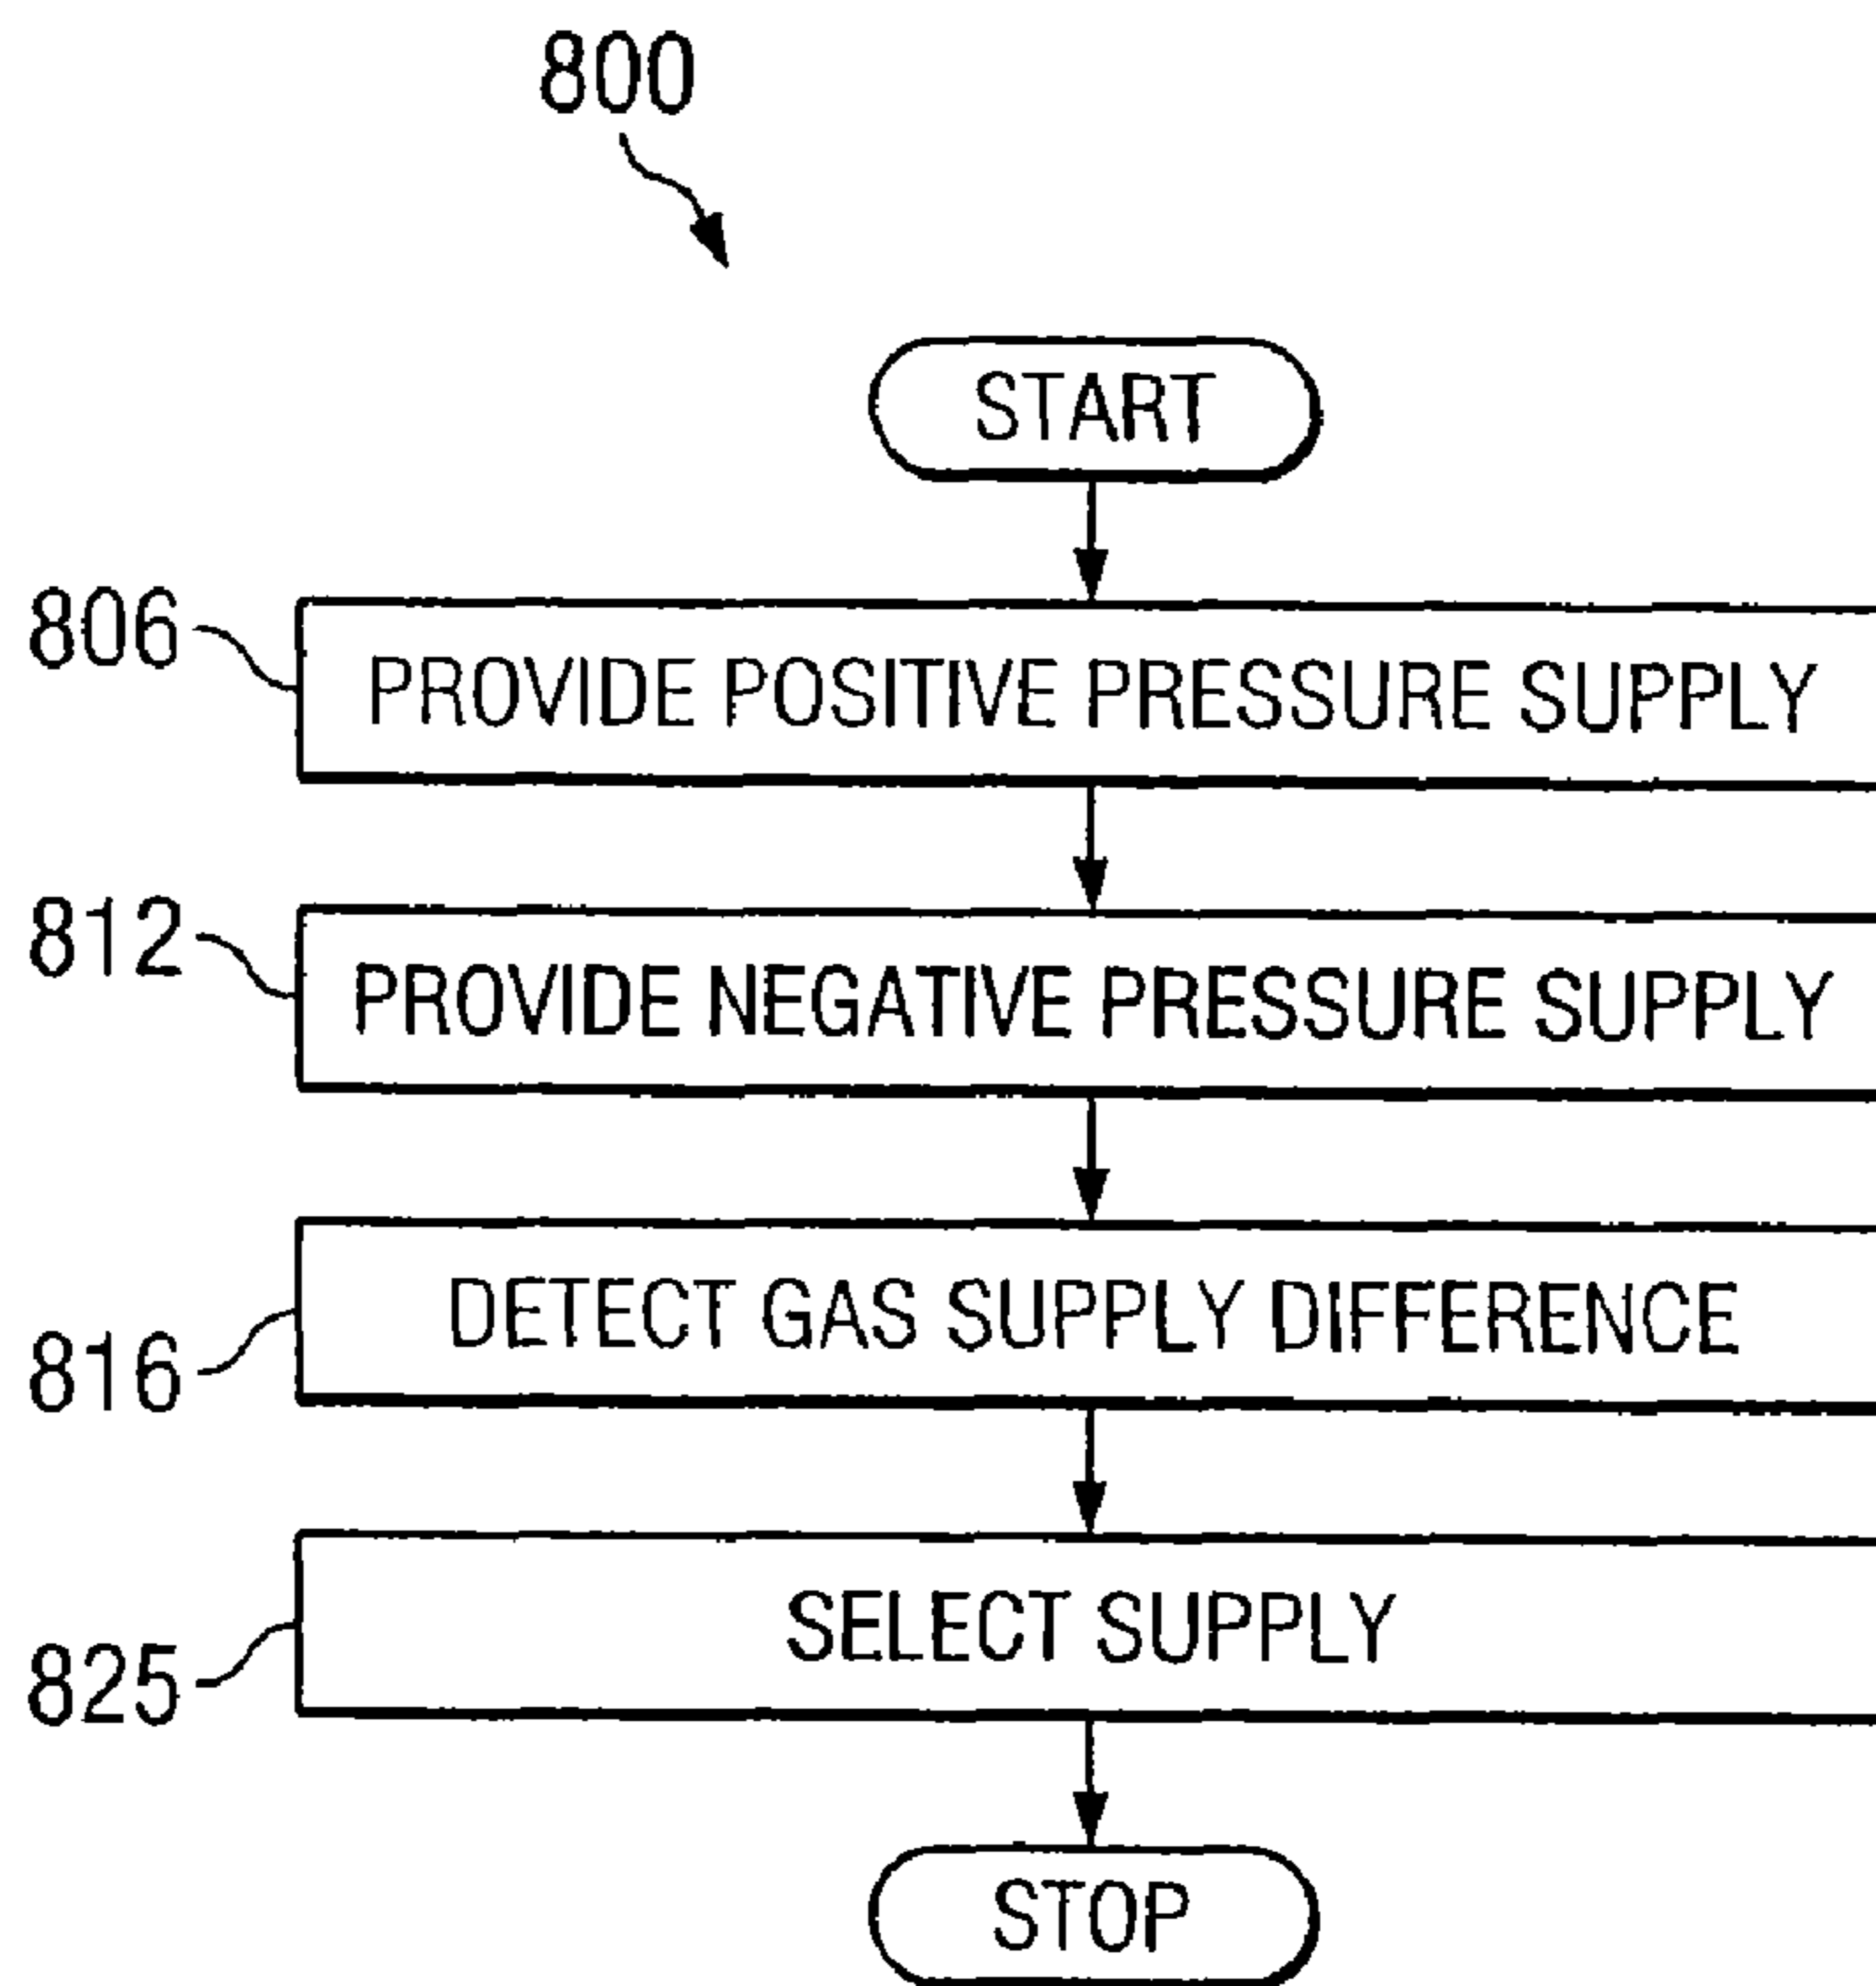 800
START
806
PROVIDE POSITIVE PRESSURE SUPPLY
812
PROVIDE NEGATIVE PRESSURE SUPPLY
816
DETECT GAS SUPPLY DIFFERENCE
825
SELECT SUPPLY
STOP